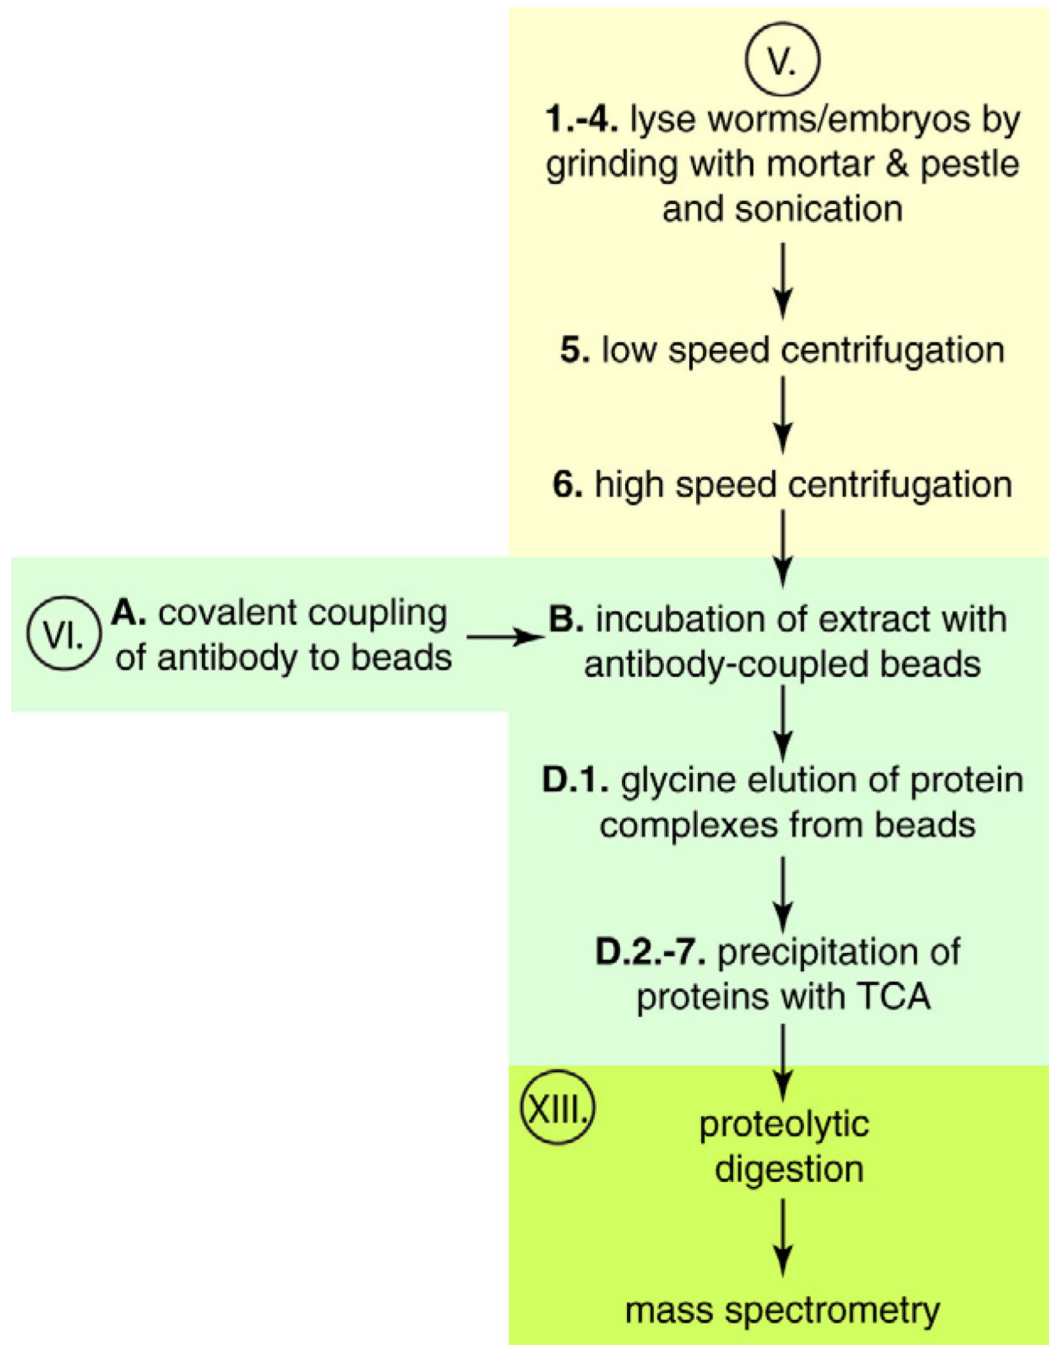 V.
1.-4. lyse worms/embryos by
grinding with mortar & pestle
and sonication
5. low speed centrifugation
6. high speed centrifugation
VI.
A. covalent coupling
of antibody to beads
B. incubation of extract with
antibody-coupled beads
D.1. glycine elution of protein
complexes from beads
D.2.-7. precipitation of
proteins with TCA
XIII.
proteolytic
digestion
mass spectrometry